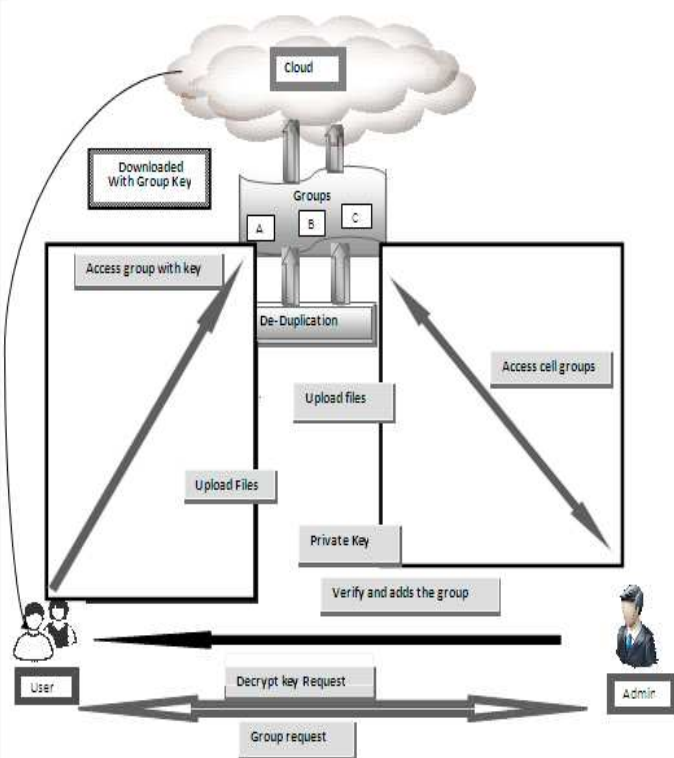 Cloud
Downloaded
With Group Key
Groups
A
B
C
Access group with key
De-Duplication
Access cell groups
Upload files
Upload Files
Private Key
Verify and adds the group
User
Decrypt key Request
Admin
Group request